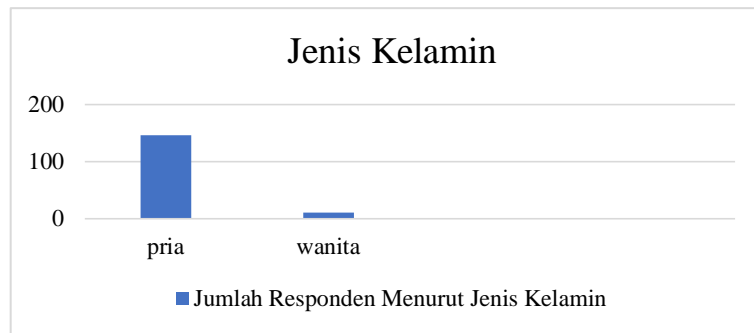 Jenis Kelamin
200
100
0
pria
wanita
Jumlah Responden Menurut Jenis Kelamin